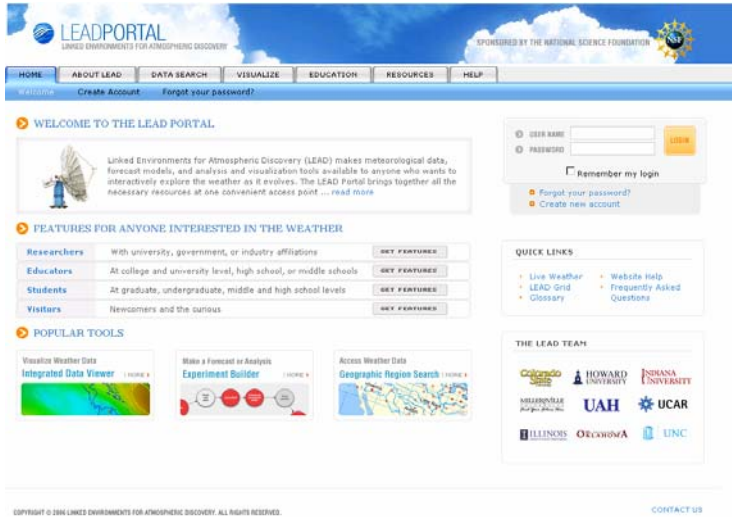 LEADPORTAL
LINKED ENVIRONMENTS FOR ATMOSPHERIC DISCOVERY
SPONSORED BY THE NATIONAL SCIENCE FOUNDATION
NSF
HOME ABOUT LEAD DATA SEARCH VISUALIZE EDUCATION RESOURCES HELP
Welcome Create Account Forgot your password?
WELCOME TO THE LEAD PORTAL
Linked Environments for Atmospheric Discovery (LEAD) makes meteorological data,
forecast models, and analysis and visualization tools available to anyone who wants to
interactively explore the weather as it evolves. The LEAD Portal brings together all the
necessary resources at one convenient access point ... read more
USER NAME
PASSWORD
LOGIN
Remember my login
Forgot your password?
Create new account
FEATURES FOR ANYONE INTERESTED IN THE WEATHER
Researchers With university, government, or industry affiliations GET FEATURES
Educators At college and university level, high school, or middle schools GET FEATURES
Students At graduate, undergraduate, middle and high school levels GET FEATURES
Visitors Newcomers and the curious GET FEATURES
QUICK LINKS
Live Weather
LEAD Grid
Glossary
Website Help
Frequently Asked
Questions
POPULAR TOOLS
Visualize Weather Data
Integrated Data Viewer MORE
Make a Forecast or Analysis
Experiment Builder MORE
Access Weather Data
Geographic Region Search MORE
THE LEAD TEAM
Colorado
State
HOWARD
UNIVERSITY
INDIANA
UNIVERSITY
MILLERSVILLE
UAH
UCAR
ILLINOIS
OKLAHOMA
UNC
COPYRIGHT © 2006 LINKED ENVIRONMENTS FOR ATMOSPHERIC DISCOVERY. ALL RIGHTS RESERVED.
CONTACT US